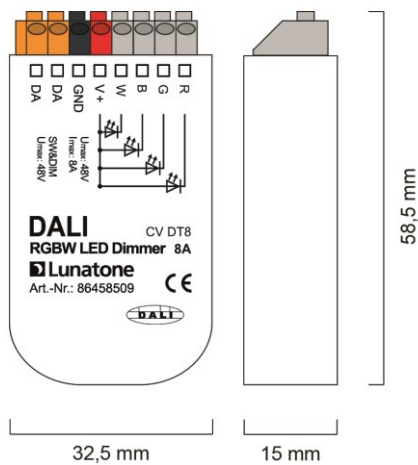 DA
DA
GND
V+
W
B
G
R
SW&DIM
Umax: 48V
Umax: 48V
Imax: 8A
DALI CV DT8
RGBW LED Dimmer 8A
Lunatone
Art.-Nr.: 86458509 CE
DALI
58,5 mm
32,5 mm
15 mm